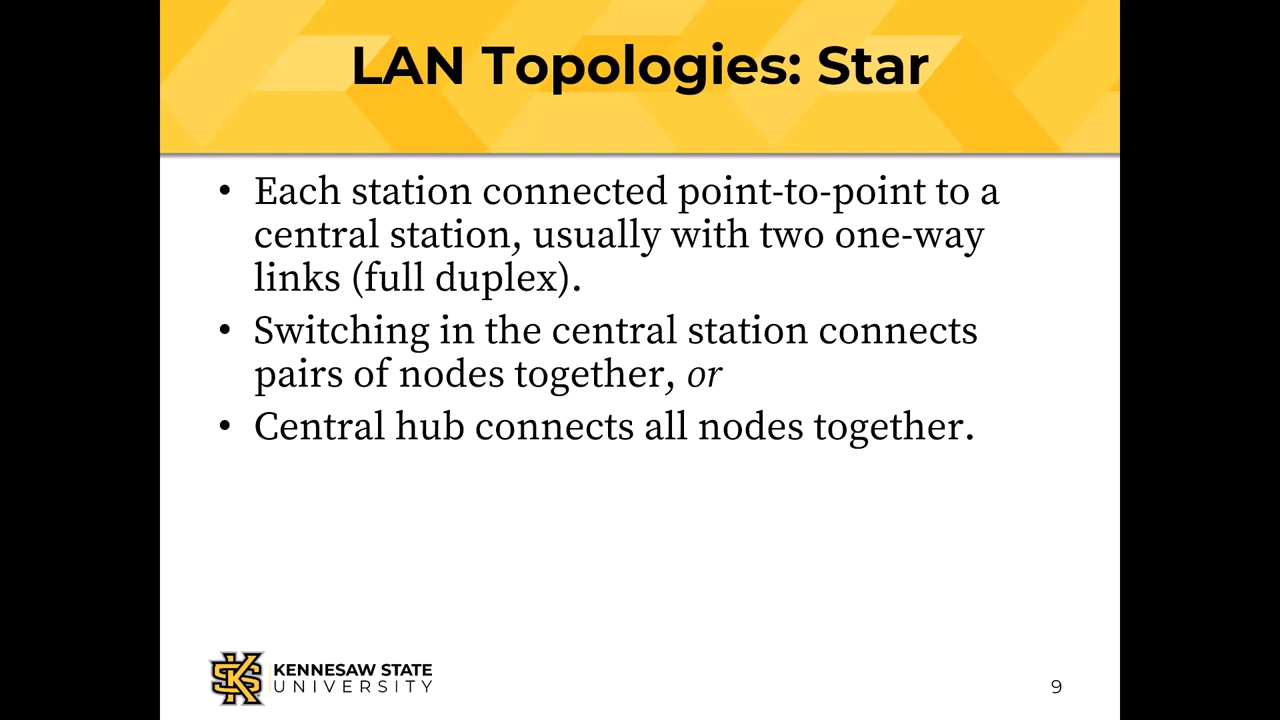 LAN Topologies: Star
• Each station connected point-to-point to a
central station, usually with two one-way
links (full duplex).
• Switching in the central station connects
pairs of nodes together, or
• Central hub connects all nodes together.
KENNESAW STATE
UNIVERSITY
9